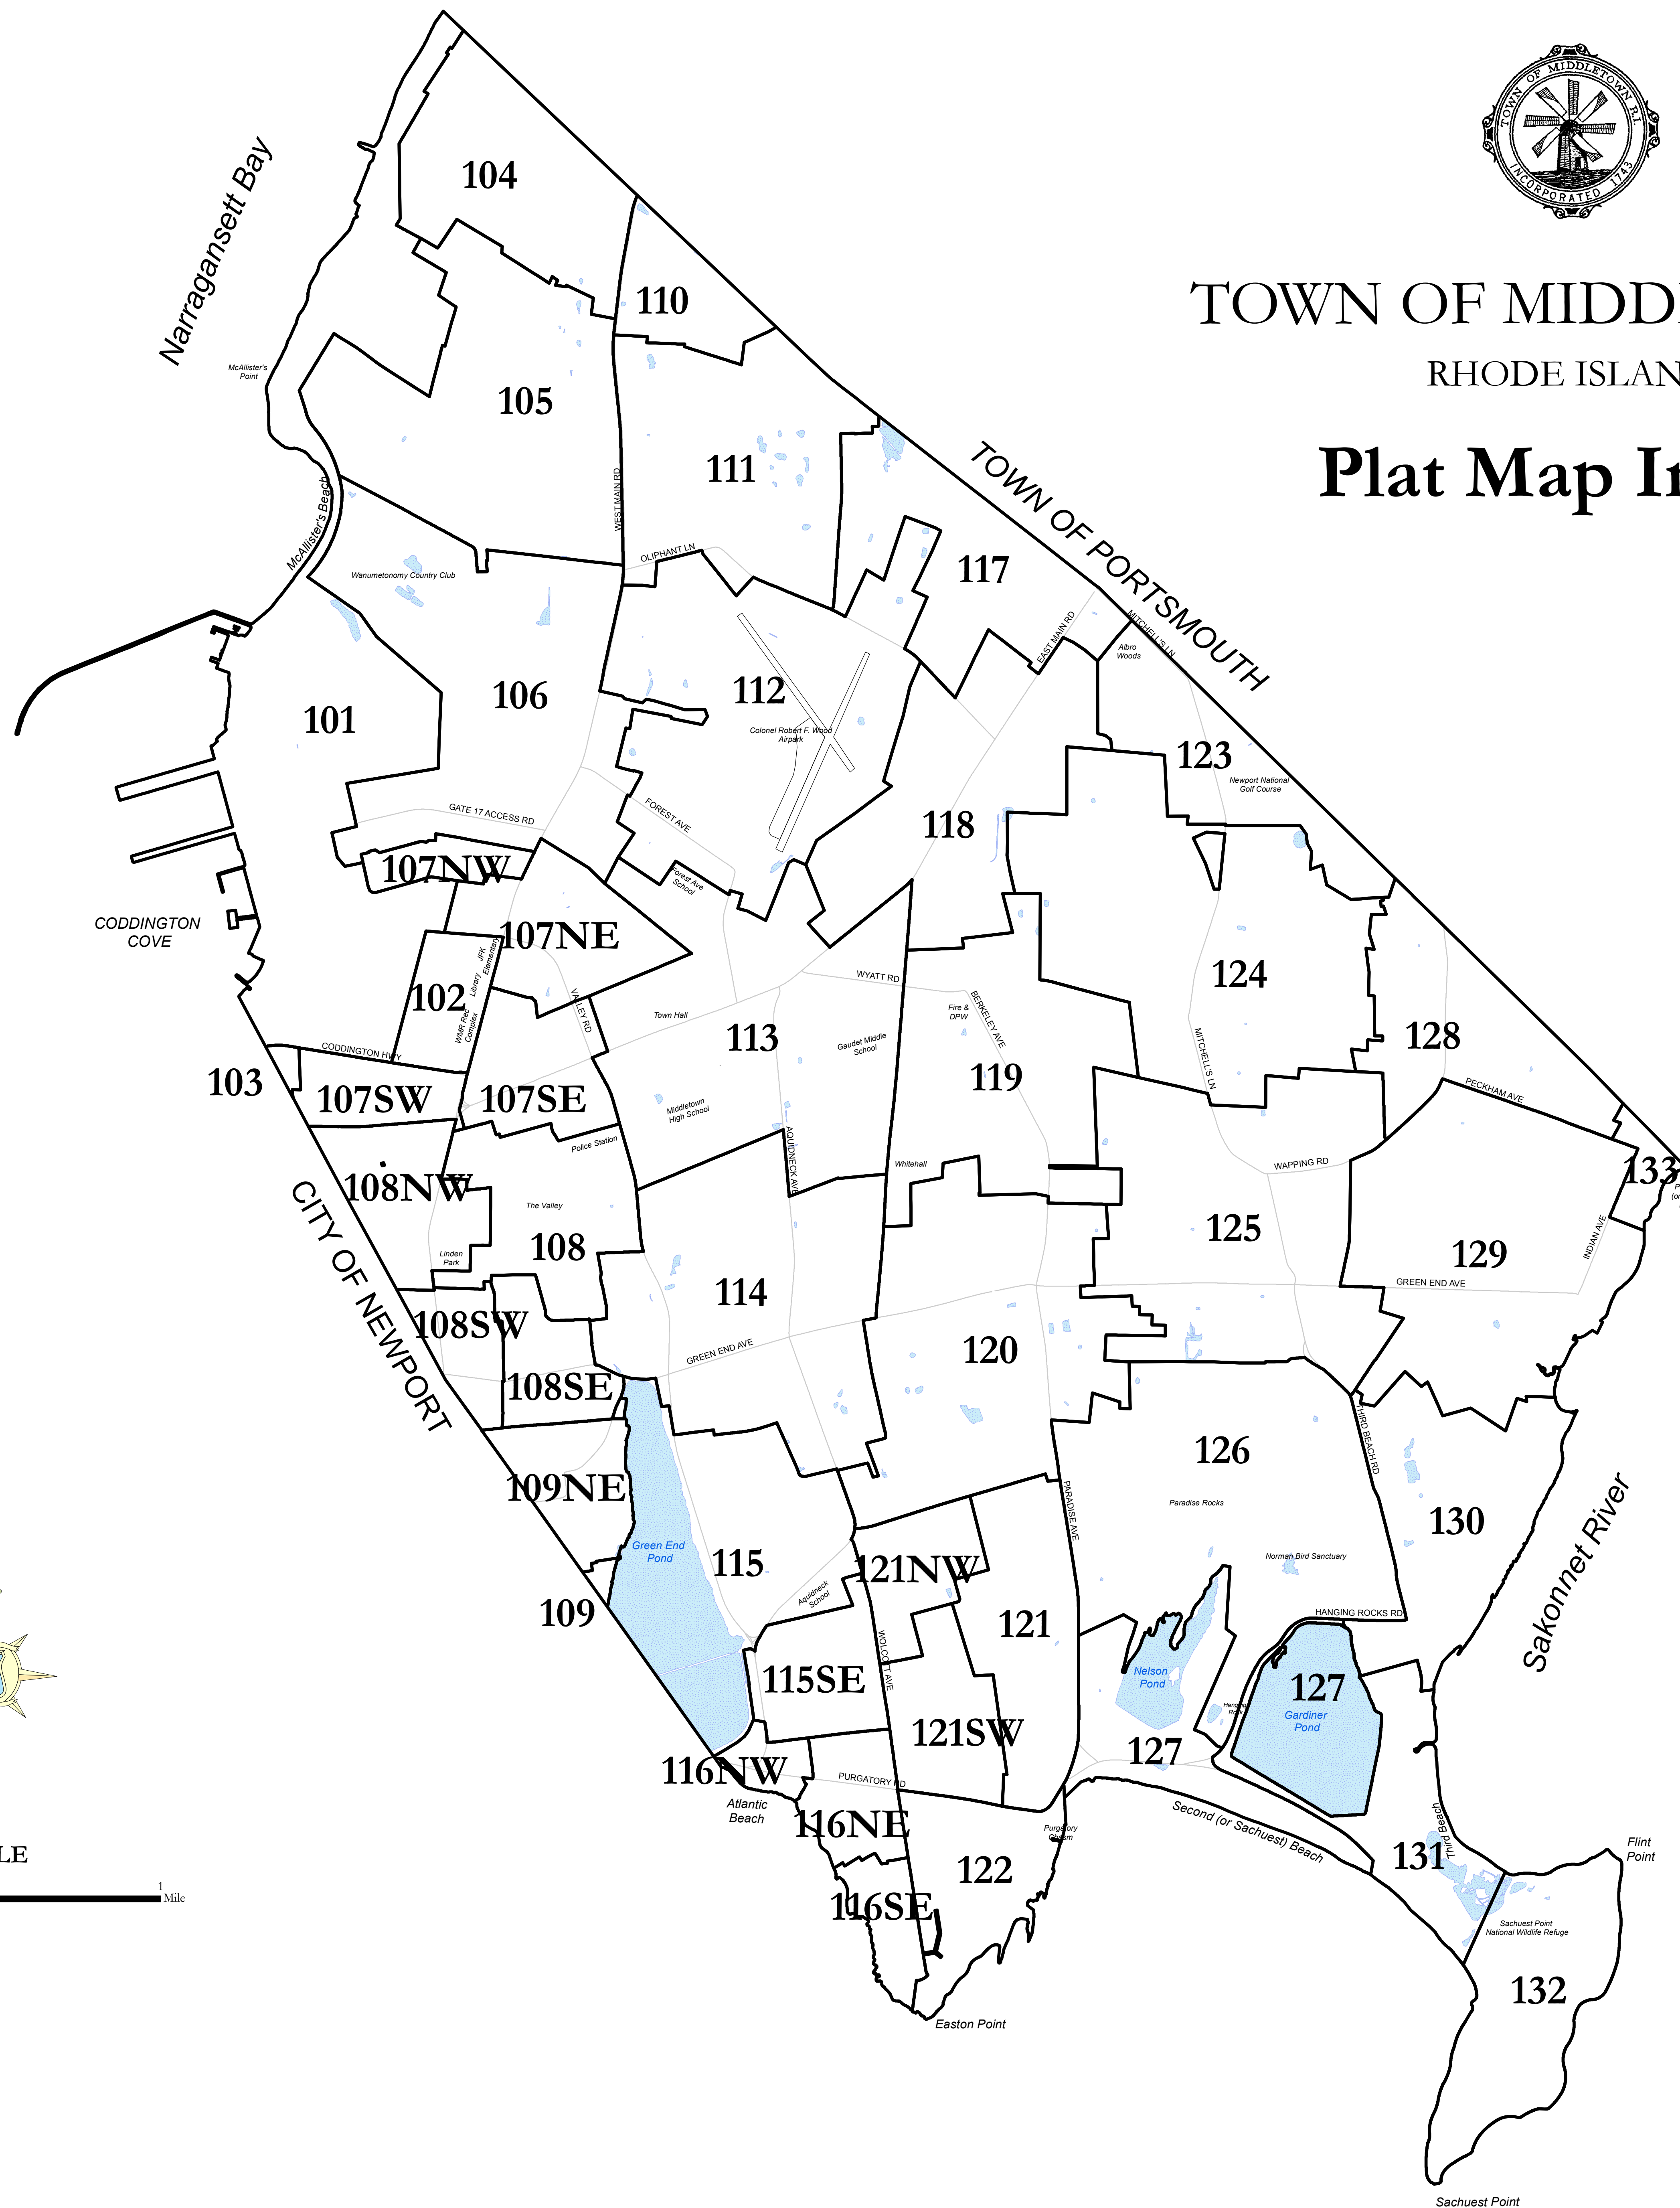 TOWN OF MIDDLETOWN R.I.
INCORPORATED 1743
TOWN OF MIDD
RHODE ISLAN
Plat Map I
Narragansett Bay
104
110
McAllister's
Point
105
111
WEST MAIN RD
TOWN OF PORTSMOUTH
McAllister's Beach
OLIPHANT LN
Wanumetonomy Country Club
117
EAST MAIN RD
MITCHELL'S LN
Albro
Woods
101
106
112
Colonel Robert F. Wood
Airpark
123
Newport National
Golf Course
GATE 17 ACCESS RD
FOREST AVE
118
107NW
Forest Ave
School
CODDINGTON
COVE
107NE
JFK
Elementary
Library
102
WMR Rec
Complex
VALLEY RD
WYATT RD
Town Hall
113
Gaudet Middle
School
Fire &
DPW
BERKELEY AVE
124
MITCHELL'S LN
128
CODDINGTON HWY
103
107SW
107SE
119
PECKHAM AVE
Middletown
High School
Police Station
AQUIDNECK AVE
Whitehall
WAPPING RD
133
108NW
CITY OF NEWPORT
The Valley
108
Linden
Park
125
129
INDIAN AVE
GREEN END AVE
114
108SW
GREEN END AVE
120
108SE
THIRD BEACH RD
126
109NE
PARADISE AVE
Paradise Rocks
130
Sakonnet River
Green End
Pond
115
121NW
Norman Bird Sanctuary
Aquidneck
School
109
121
HANGING ROCKS RD
WOLCOTT AVE
115SE
Nelson
Pond
127
Gardiner
Pond
Hanging
Rock
121SW
127
116NW
PURGATORY RD
Atlantic
Beach
116NE
Purgatory
Chasm
Second (or Sachuest) Beach
Third Beach
131
Flint
Point
LE
1
Mile
122
116SE
Sachuest Point
National Wildlife Refuge
132
Easton Point
Sachuest Point